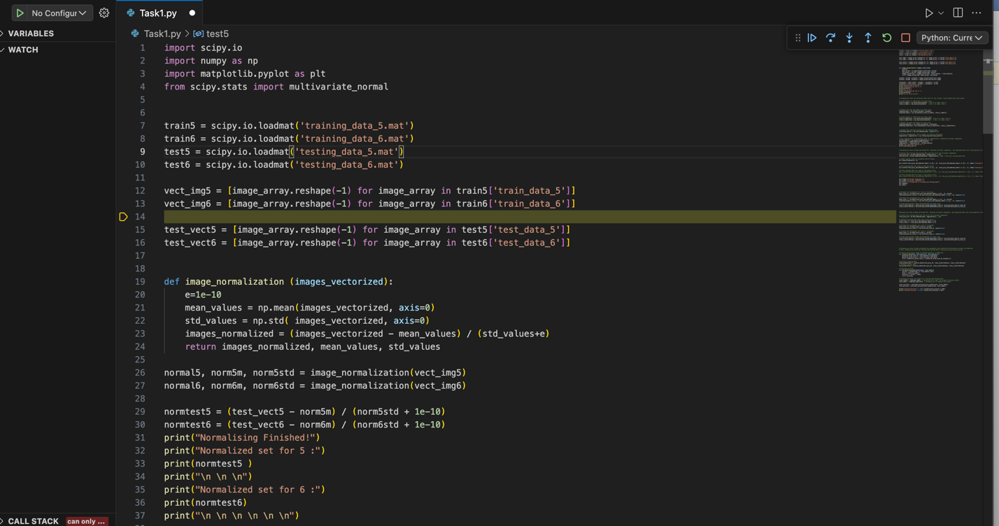 No Configur
Task1.py
VARIABLES
Task1.py > test5
WATCH
Python: Curre
1 import scipy.io
2 import numpy as np
3 import matplotlib.pyplot as plt
4 from scipy.stats import multivariate_normal
5
6
7 train5 = scipy.io.loadmat('training_data_5.mat')
8 train6 = scipy.io.loadmat('training_data_6.mat')
9 test5 = scipy.io.loadmat('testing_data_5.mat')
10 test6 = scipy.io.loadmat('testing_data_6.mat')
11
12 vect_img5 = [image_array.reshape(-1) for image_array in train5['train_data_5']]
13 vect_img6 = [image_array.reshape(-1) for image_array in train6['train_data_6']]
14
15 test_vect5 = [image_array.reshape(-1) for image_array in test5['test_data_5']]
16 test_vect6 = [image_array.reshape(-1) for image_array in test6['test_data_6']]
17
18
19 def image_normalization (images_vectorized):
20 e=1e-10
21 mean_values = np.mean(images_vectorized, axis=0)
22 std_values = np.std( images_vectorized, axis=0)
23 images_normalized = (images_vectorized - mean_values) / (std_values+e)
24 return images_normalized, mean_values, std_values
25
26 normal5, norm5m, norm5std = image_normalization(vect_img5)
27 normal6, norm6m, norm6std = image_normalization(vect_img6)
28
29 normtest5 = (test_vect5 - norm5m) / (norm5std + 1e-10)
30 normtest6 = (test_vect6 - norm6m) / (norm6std + 1e-10)
31 print("Normalising Finished!")
32 print("Normalized set for 5 :")
33 print(normtest5 )
34 print("\n \n \n")
35 print("Normalized set for 6 :")
36 print(normtest6)
37 print("\n \n \n \n \n \n")
CALL STACK can only ...